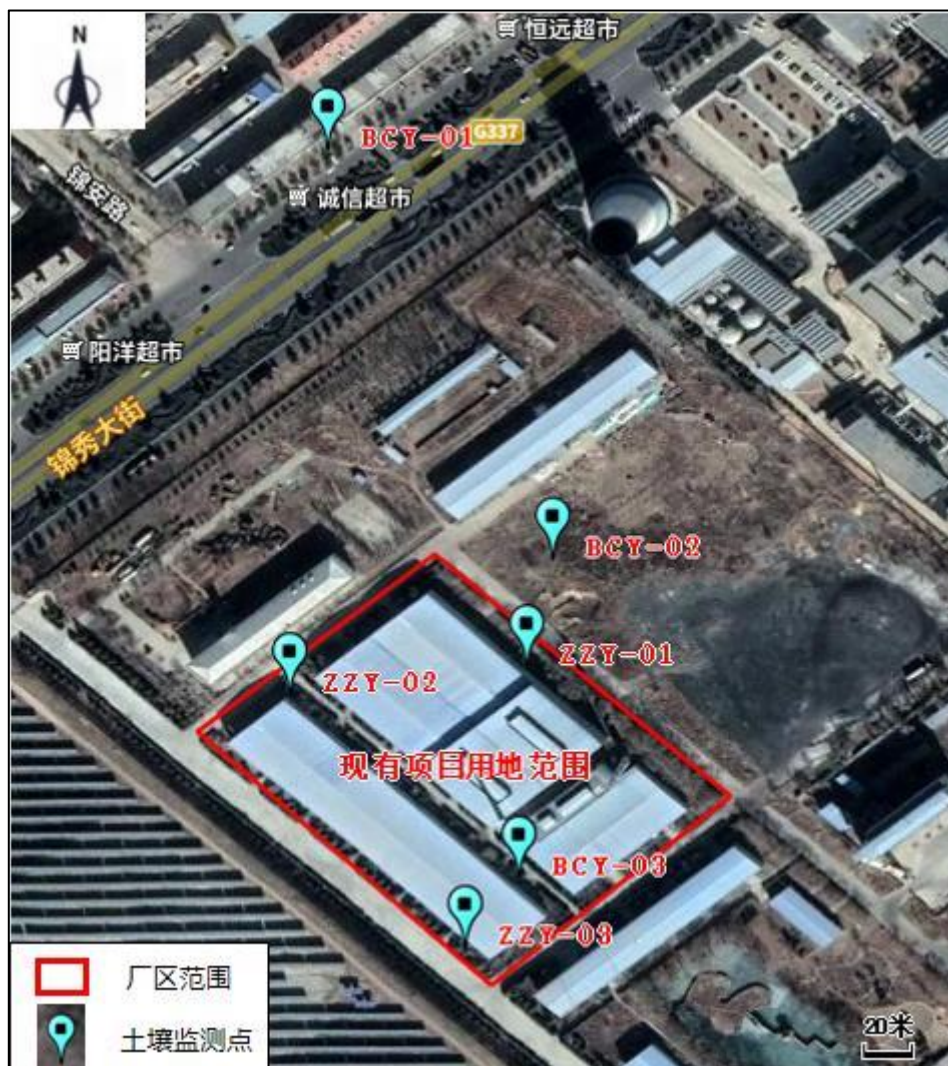 N
恒远超市
BCY-01
G337
锦安路
诚信超市
阳洋超市
锦秀大街
BCY-02
ZZY-01
ZZY-02
现有项目用地范围
BCY-03
ZZY-03
厂区范围
土壤监测点
20米